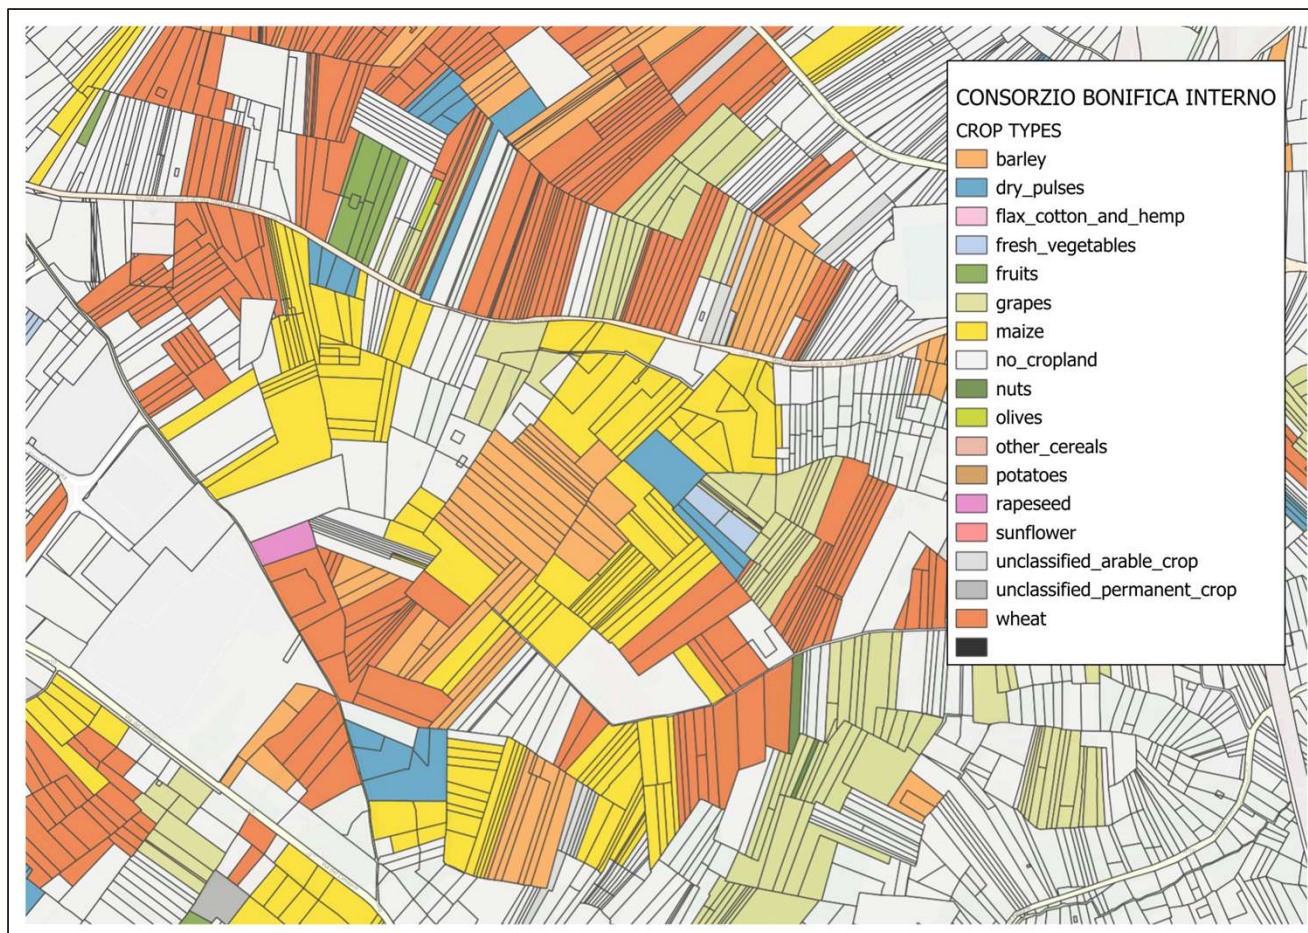 CONSORZIO BONIFICA INTERNO
CROP TYPES
barley
dry_pulses
flax_cotton_and_hemp
fresh_vegetables
fruits
grapes
maize
no_cropland
nuts
olives
other_cereals
potatoes
rapeseed
sunflower
unclassified_arable_crop
unclassified_permanent_crop
wheat